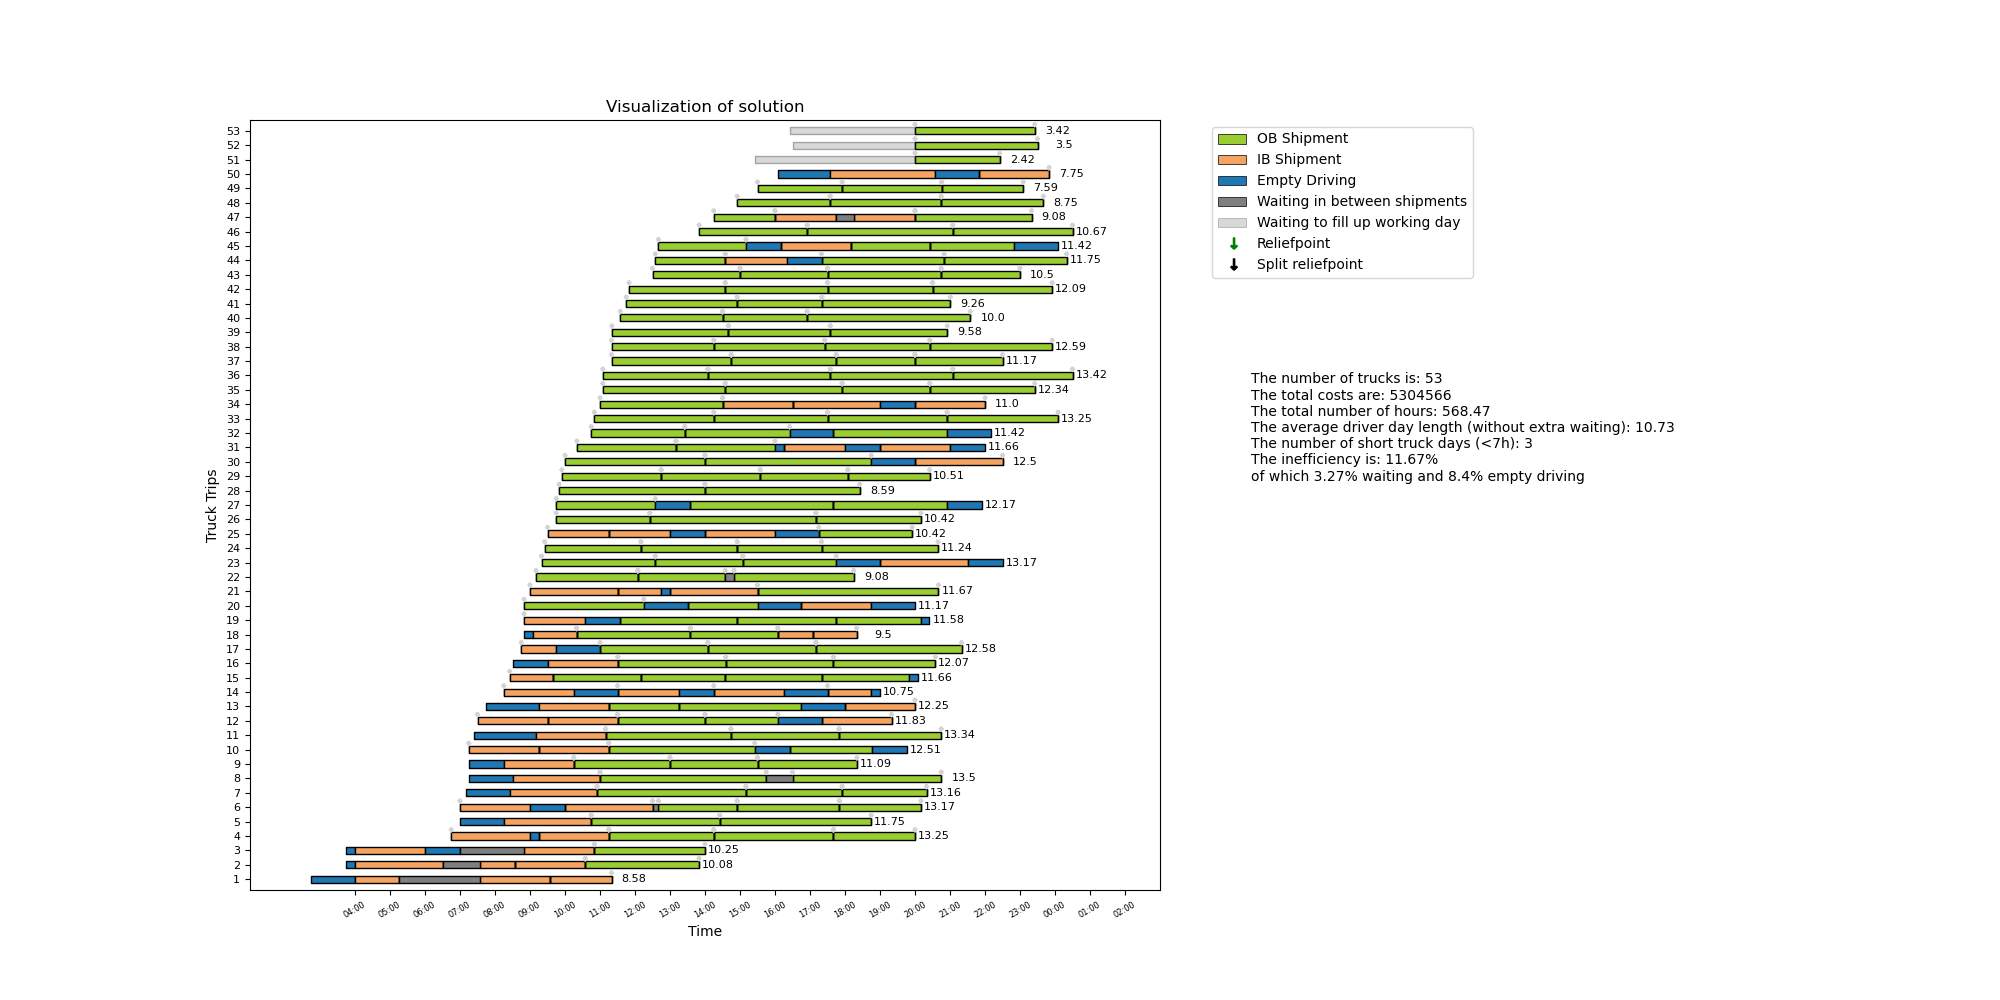 Visualization of solution
Truck Trips
53 3.42
52 3.5
51 2.42
50 7.75
49 7.59
48 8.75
47 9.08
46 10.67
45 11.42
44 11.75
43 10.5
42 12.09
41 9.26
40 10.0
39 9.58
38 12.59
37 11.17
36 13.42
35 12.34
34 11.0
33 13.25
32 11.42
31 11.66
30 12.5
29 10.51
28 8.59
27 12.17
26 10.42
25 10.42
24 11.24
23 13.17
22 9.08
21 11.67
20 11.17
19 11.58
18 9.5
17 12.58
16 12.07
15 11.66
14 10.75
13 12.25
12 11.83
11 13.34
10 12.51
9 11.09
8 13.5
7 13.16
6 13.17
5 11.75
4 13.25
3 10.25
2 10.08
1 8.58
04:00 05:00 06:00 07:00 08:00 09:00 10:00 11:00 12:00 13:00 14:00 15:00 16:00 17:00 18:00 19:00 20:00 21:00 22:00 23:00 00:00 01:00 02:00
Time
OB Shipment
IB Shipment
Empty Driving
Waiting in between shipments
Waiting to fill up working day
Reliefpoint
Split reliefpoint
The number of trucks is: 53
The total costs are: 5304566
The total number of hours: 568.47
The average driver day length (without extra waiting): 10.73
The number of short truck days (<7h): 3
The inefficiency is: 11.67%
of which 3.27% waiting and 8.4% empty driving